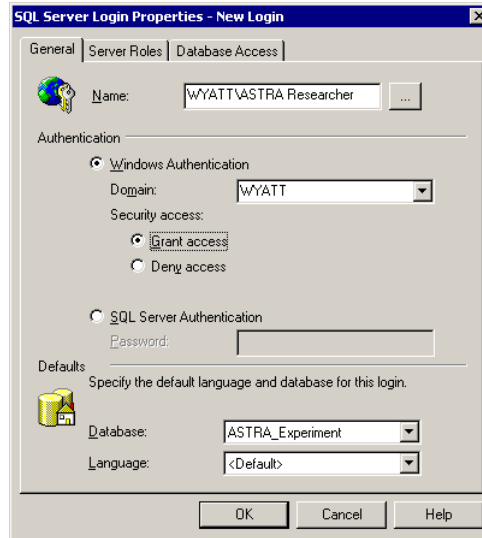 SQL Server Login Properties - New Login
General Server Roles Database Access
Name: WYATT\ASTRA Researcher ...
Authentication
Windows Authentication
Domain: WYATT
Security access:
Grant access
Deny access
SQL Server Authentication
Password:
Defaults
Specify the default language and database for this login.
Database: ASTRA_Experiment
Language: <Default>
OK Cancel Help